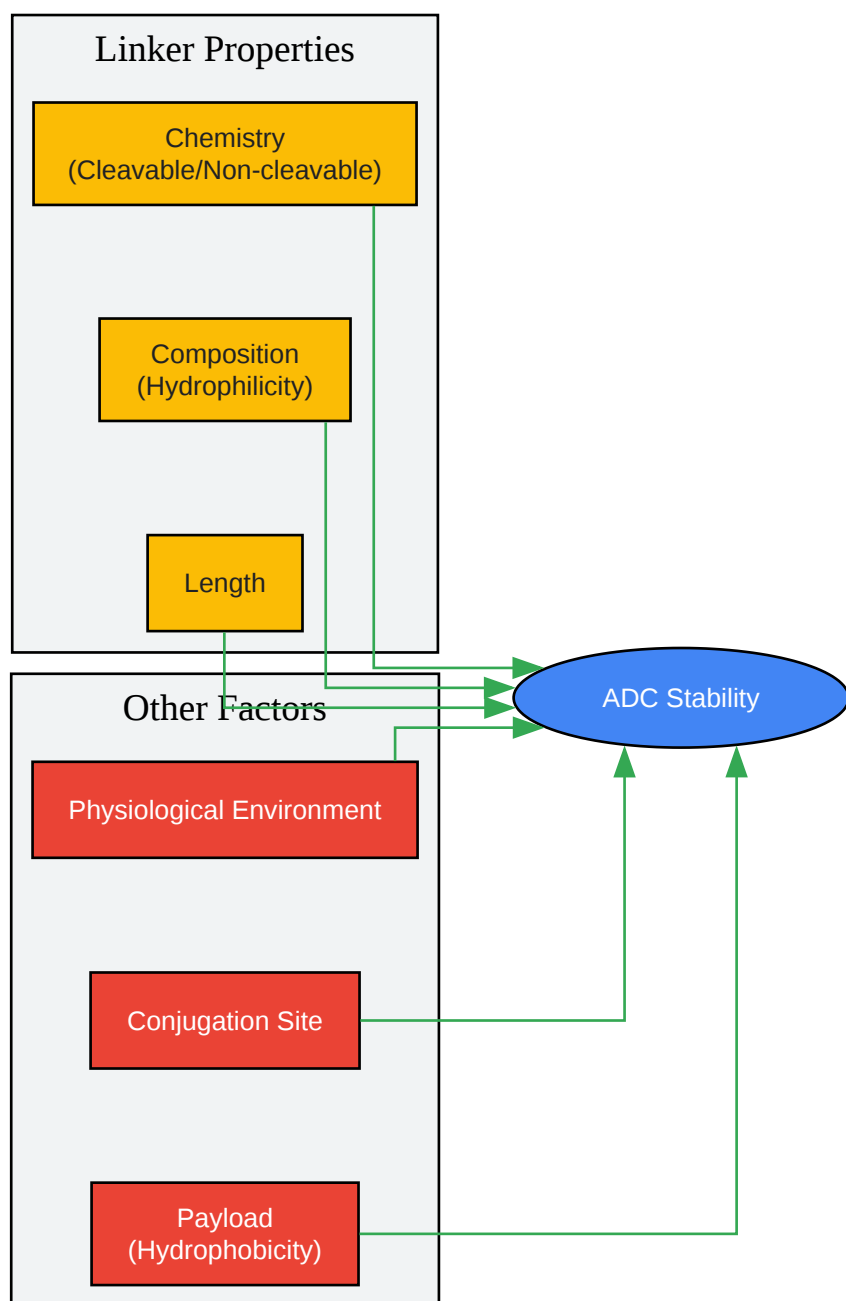 Linker Properties
Chemistry
(Cleavable/Non-cleavable)
Composition
(Hydrophilicity)
Length
ADC Stability
Other Factors
Physiological Environment
Conjugation Site
Payload
(Hydrophobicity)